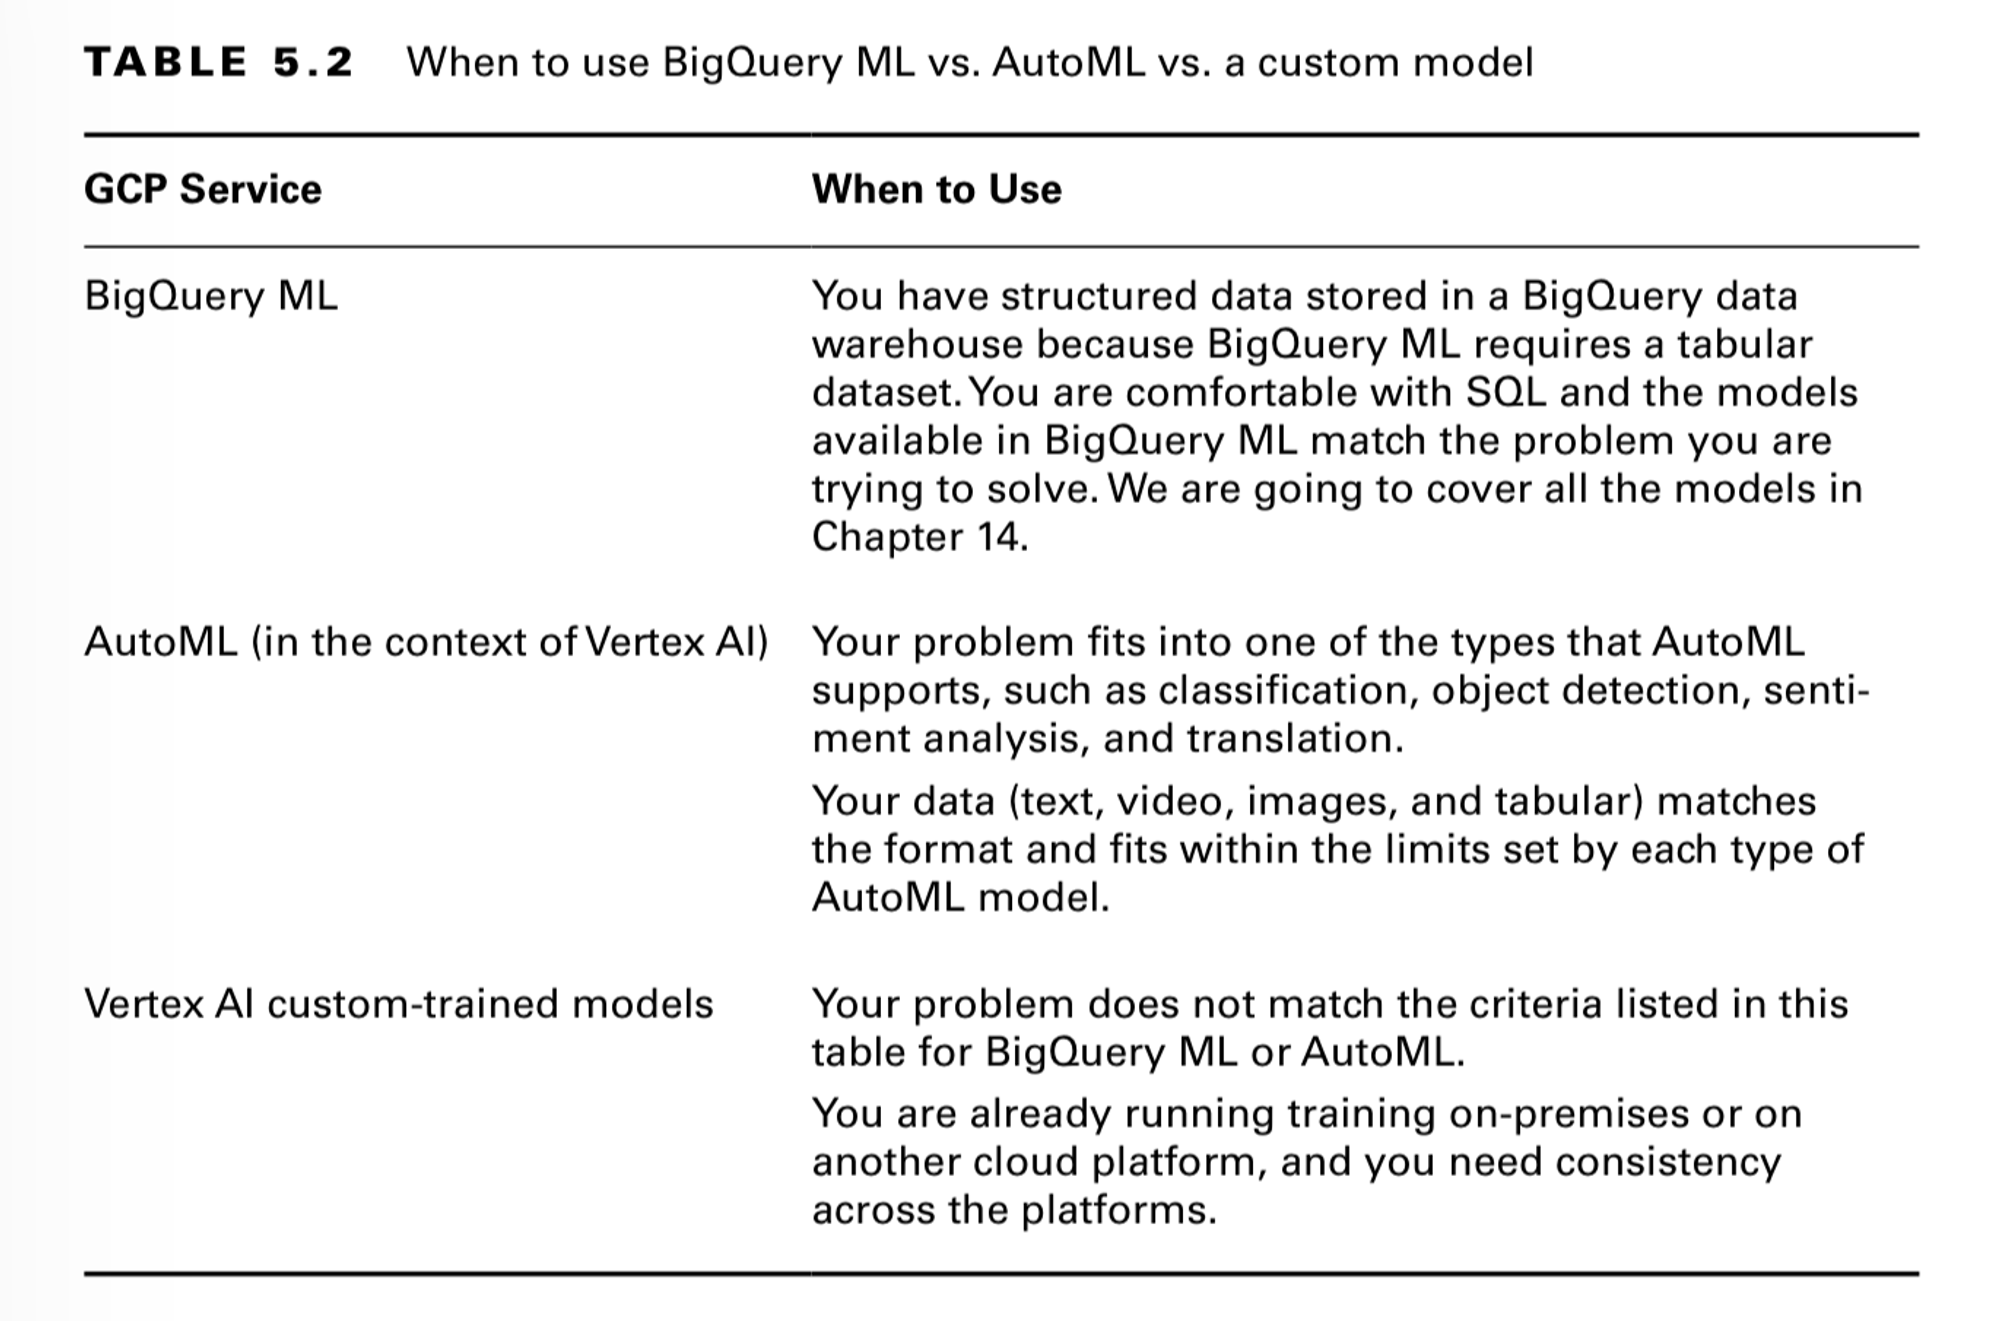 TABLE 5.2 When to use BigQuery ML vs. AutoML vs. a custom model
GCP Service
When to Use
BigQuery ML
You have structured data stored in a BigQuery data
warehouse because BigQuery ML requires a tabular
dataset. You are comfortable with SQL and the models
available in BigQuery ML match the problem you are
trying to solve. We are going to cover all the models in
Chapter 14.
AutoML (in the context of Vertex AI)
Your problem fits into one of the types that AutoML
supports, such as classification, object detection, senti-
ment analysis, and translation.
Your data (text, video, images, and tabular) matches
the format and fits within the limits set by each type of
AutoML model.
Vertex AI custom-trained models
Your problem does not match the criteria listed in this
table for BigQuery ML or AutoML.
You are already running training on-premises or on
another cloud platform, and you need consistency
across the platforms.